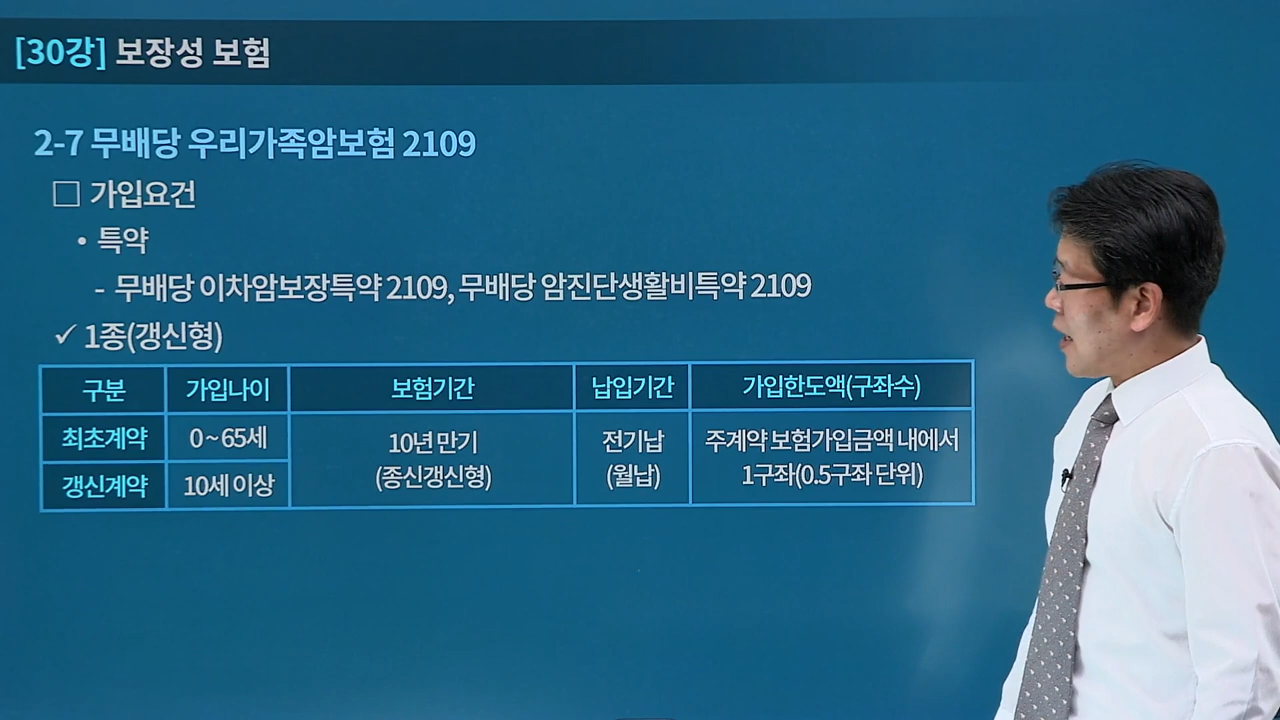 [30강] 보장성 보험
2-7 무배당 우리가족암보험 2109
□ 가입요건
• 특약
- 무배당 이차암보장특약 2109, 무배당 암진단생활비특약 2109
✓ 1종(갱신형)
구분 가입나이 보험기간 납입기간 가입한도액(구좌수)
최초계약 0~65세
갱신계약 10세 이상
10년 만기
(종신갱신형)
전기납
(월납)
주계약 보험가입금액 내에서
1구좌(0.5구좌 단위)